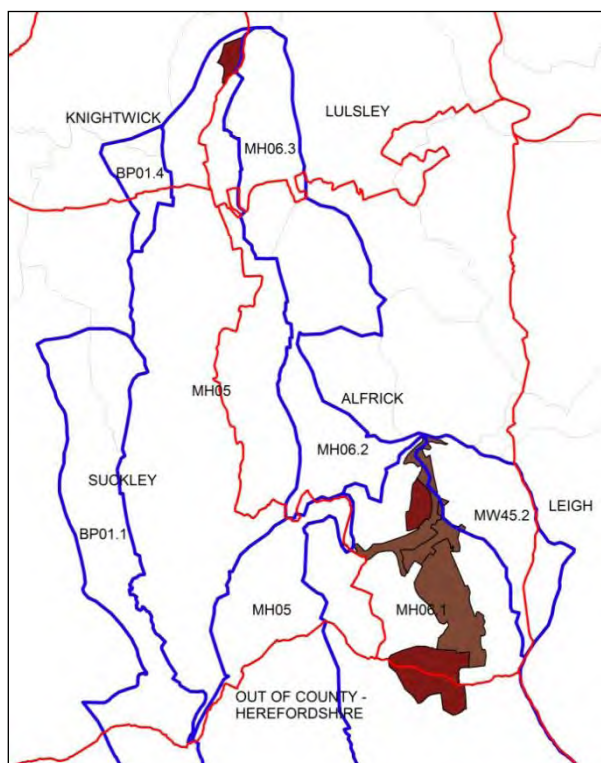 KNIGHTWICK
LULSLEY
BP01.4
MH06.3
MH05
ALFRICK
MH06.2
SUCKLEY
BP01.1
MW45.2
LEIGH
MH05
MH06.1
OUT OF COUNTY -
HEREFORDSHIRE